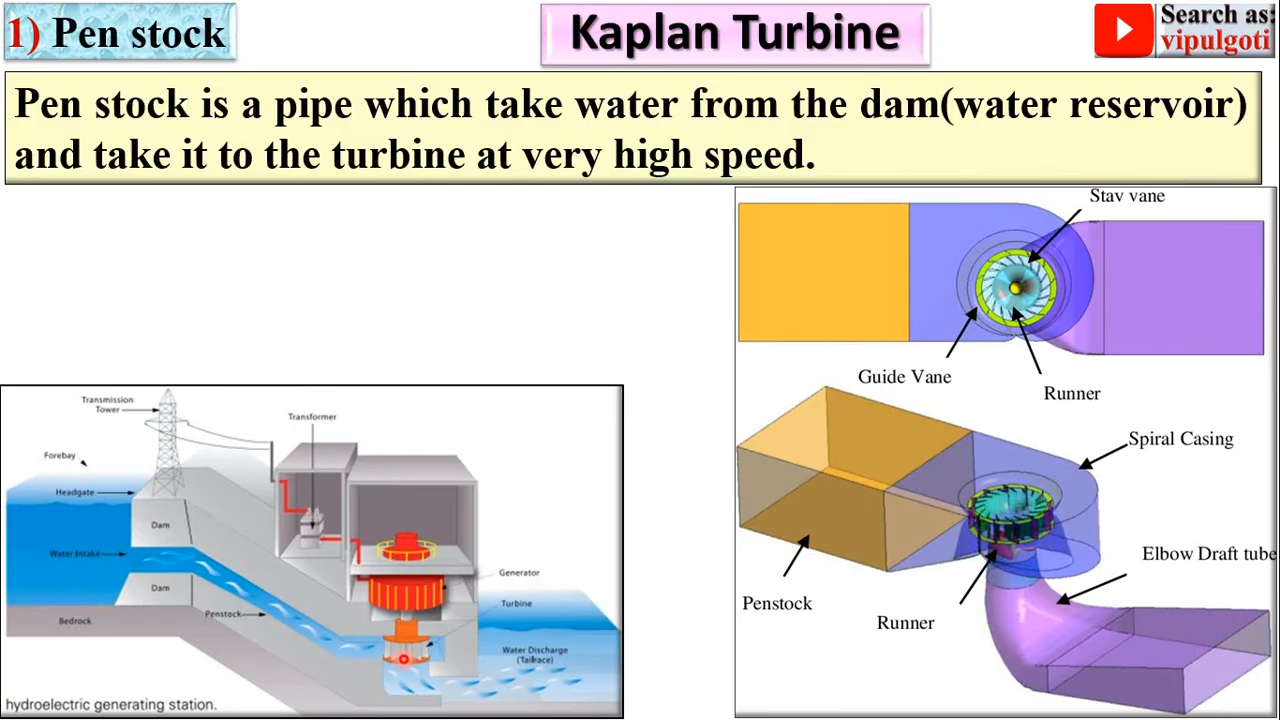 1) Pen stock
Kaplan Turbine
Search as:
vipulgoti
Pen stock is a pipe which take water from the dam(water reservoir)
and take it to the turbine at very high speed.
Stav vane
Guide Vane
Runner
Spiral Casing
Elbow Draft tube
Penstock
Runner
Transmission
Tower
Transformer
Forebay
Headgate
Dam
Water Intake
Dam
Penstock
Bedrock
Generator
Turbine
Water Discharge
(Tailrace)
hydroelectric generating station.